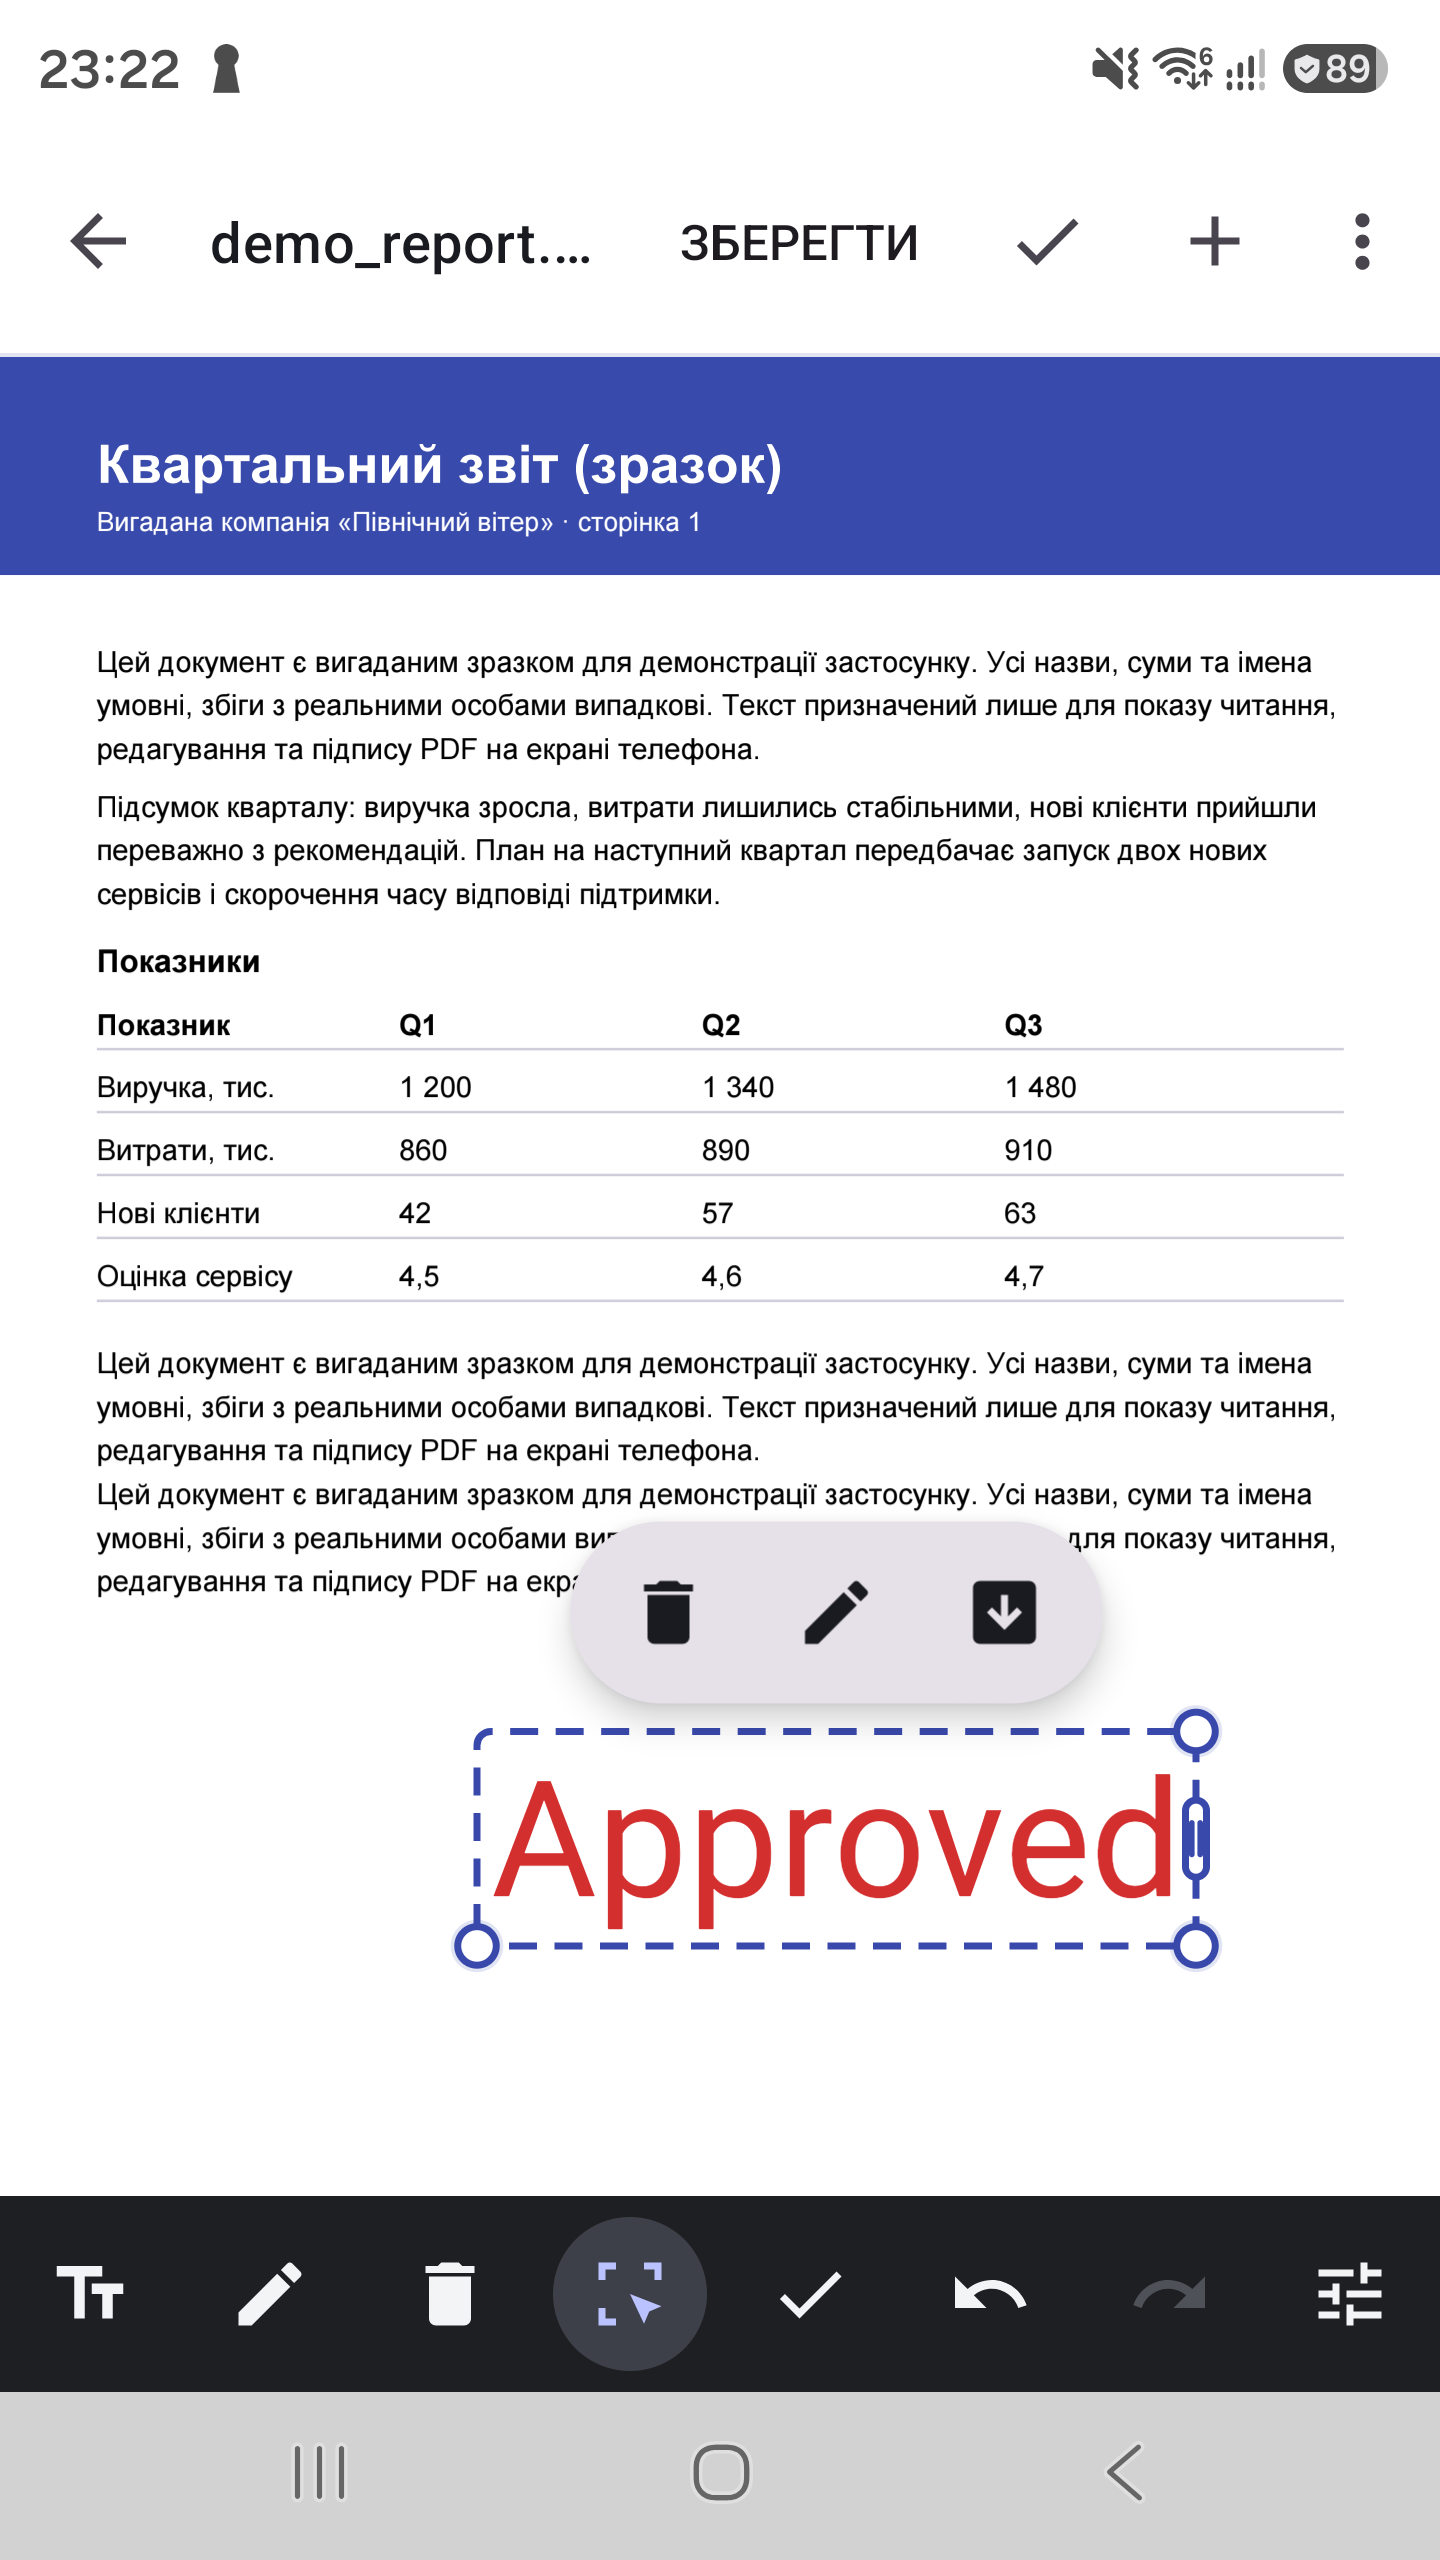 23:22
6
89
demo_report....
ЗБЕРЕГТИ
Квартальний звіт (зразок)
Вигадана компанія «Північний вітер» · сторінка 1
Цей документ є вигаданим зразком для демонстрації застосунку. Усі назви, суми та імена
умовні, збіги з реальними особами випадкові. Текст призначений лише для показу читання,
редагування та підпису PDF на екрані телефона.
Підсумок кварталу: виручка зросла, витрати лишились стабільними, нові клієнти прийшли
переважно з рекомендацій. План на наступний квартал передбачає запуск двох нових
сервісів і скорочення часу відповіді підтримки.
Показники
Показник Q1 Q2 Q3
Виручка, тис. 1 200 1 340 1 480
Витрати, тис. 860 890 910
Нові клієнти 42 57 63
Оцінка сервісу 4,5 4,6 4,7
Цей документ є вигаданим зразком для демонстрації застосунку. Усі назви, суми та імена
умовні, збіги з реальними особами випадкові. Текст призначений лише для показу читання,
редагування та підпису PDF на екрані телефона.
Цей документ є вигаданим зразком для демонстрації застосунку. Усі назви, суми та імена
умовні, збіги з реальними особами для показу читання,
редагування та підпису PDF на
Approved